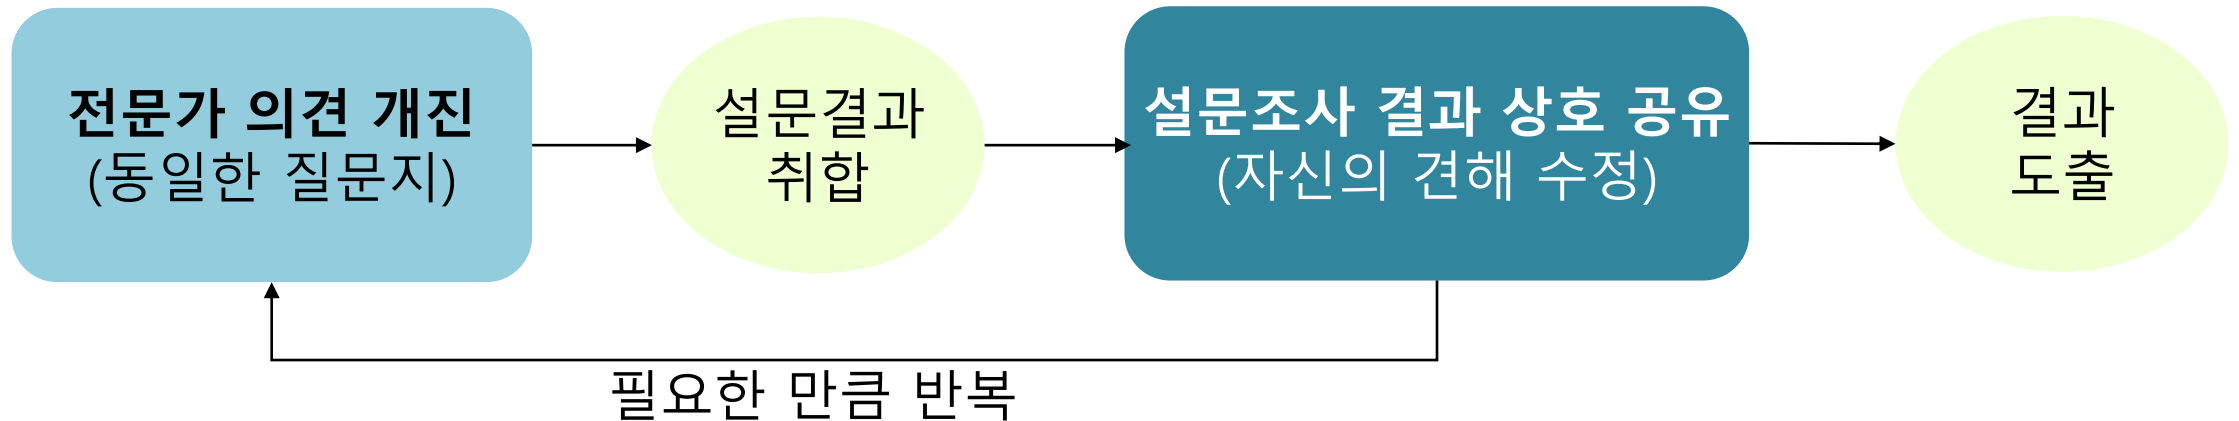 전문가 의견 개진
(동일한 질문지)
설문결과
취합
설문조사 결과 상호 공유
(자신의 견해 수정)
결과
도출
필요한 만큼 반복